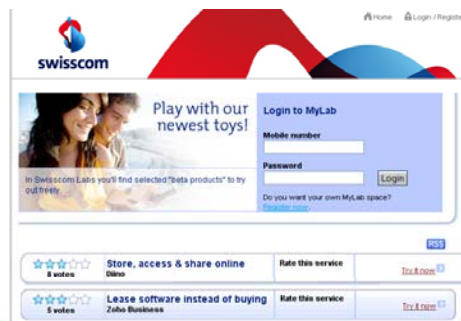 Home Login / Register
swisscom
Play with our
newest toys!
Login to MyLab
Mobile number
Password
Login
In Swisscom Labs you'll find selected "beta products" to try
out freely.
Do you want your own MyLab space?
Register now.
RSS
Store, access & share online
Rate this service
8 votes
Diino
Try it now
Lease software instead of buying
Rate this service
5 votes
Zoho Business
Try it now